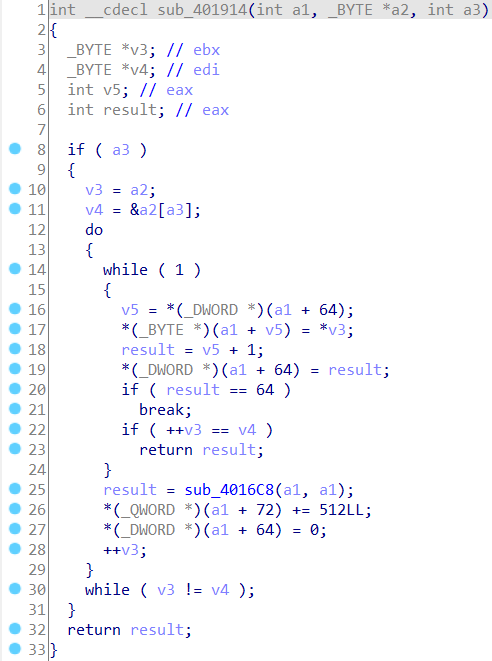 1 int __cdecl sub_401914(int a1, _BYTE *a2, int a3)
2 {
3   _BYTE *v3; // ebx
4   _BYTE *v4; // edi
5   int v5; // eax
6   int result; // eax
7
8   if ( a3 )
9   {
10     v3 = a2;
11     v4 = &a2[a3];
12     do
13     {
14       while ( 1 )
15       {
16         v5 = *(_DWORD *)(a1 + 64);
17         *(_BYTE *)(a1 + v5) = *v3;
18         result = v5 + 1;
19         *(_DWORD *)(a1 + 64) = result;
20         if ( result == 64 )
21           break;
22         if ( ++v3 == v4 )
23           return result;
24       }
25       result = sub_4016C8(a1, a1);
26       *(_QWORD *)(a1 + 72) += 512LL;
27       *(_DWORD *)(a1 + 64) = 0;
28       ++v3;
29     }
30     while ( v3 != v4 );
31   }
32   return result;
33 }